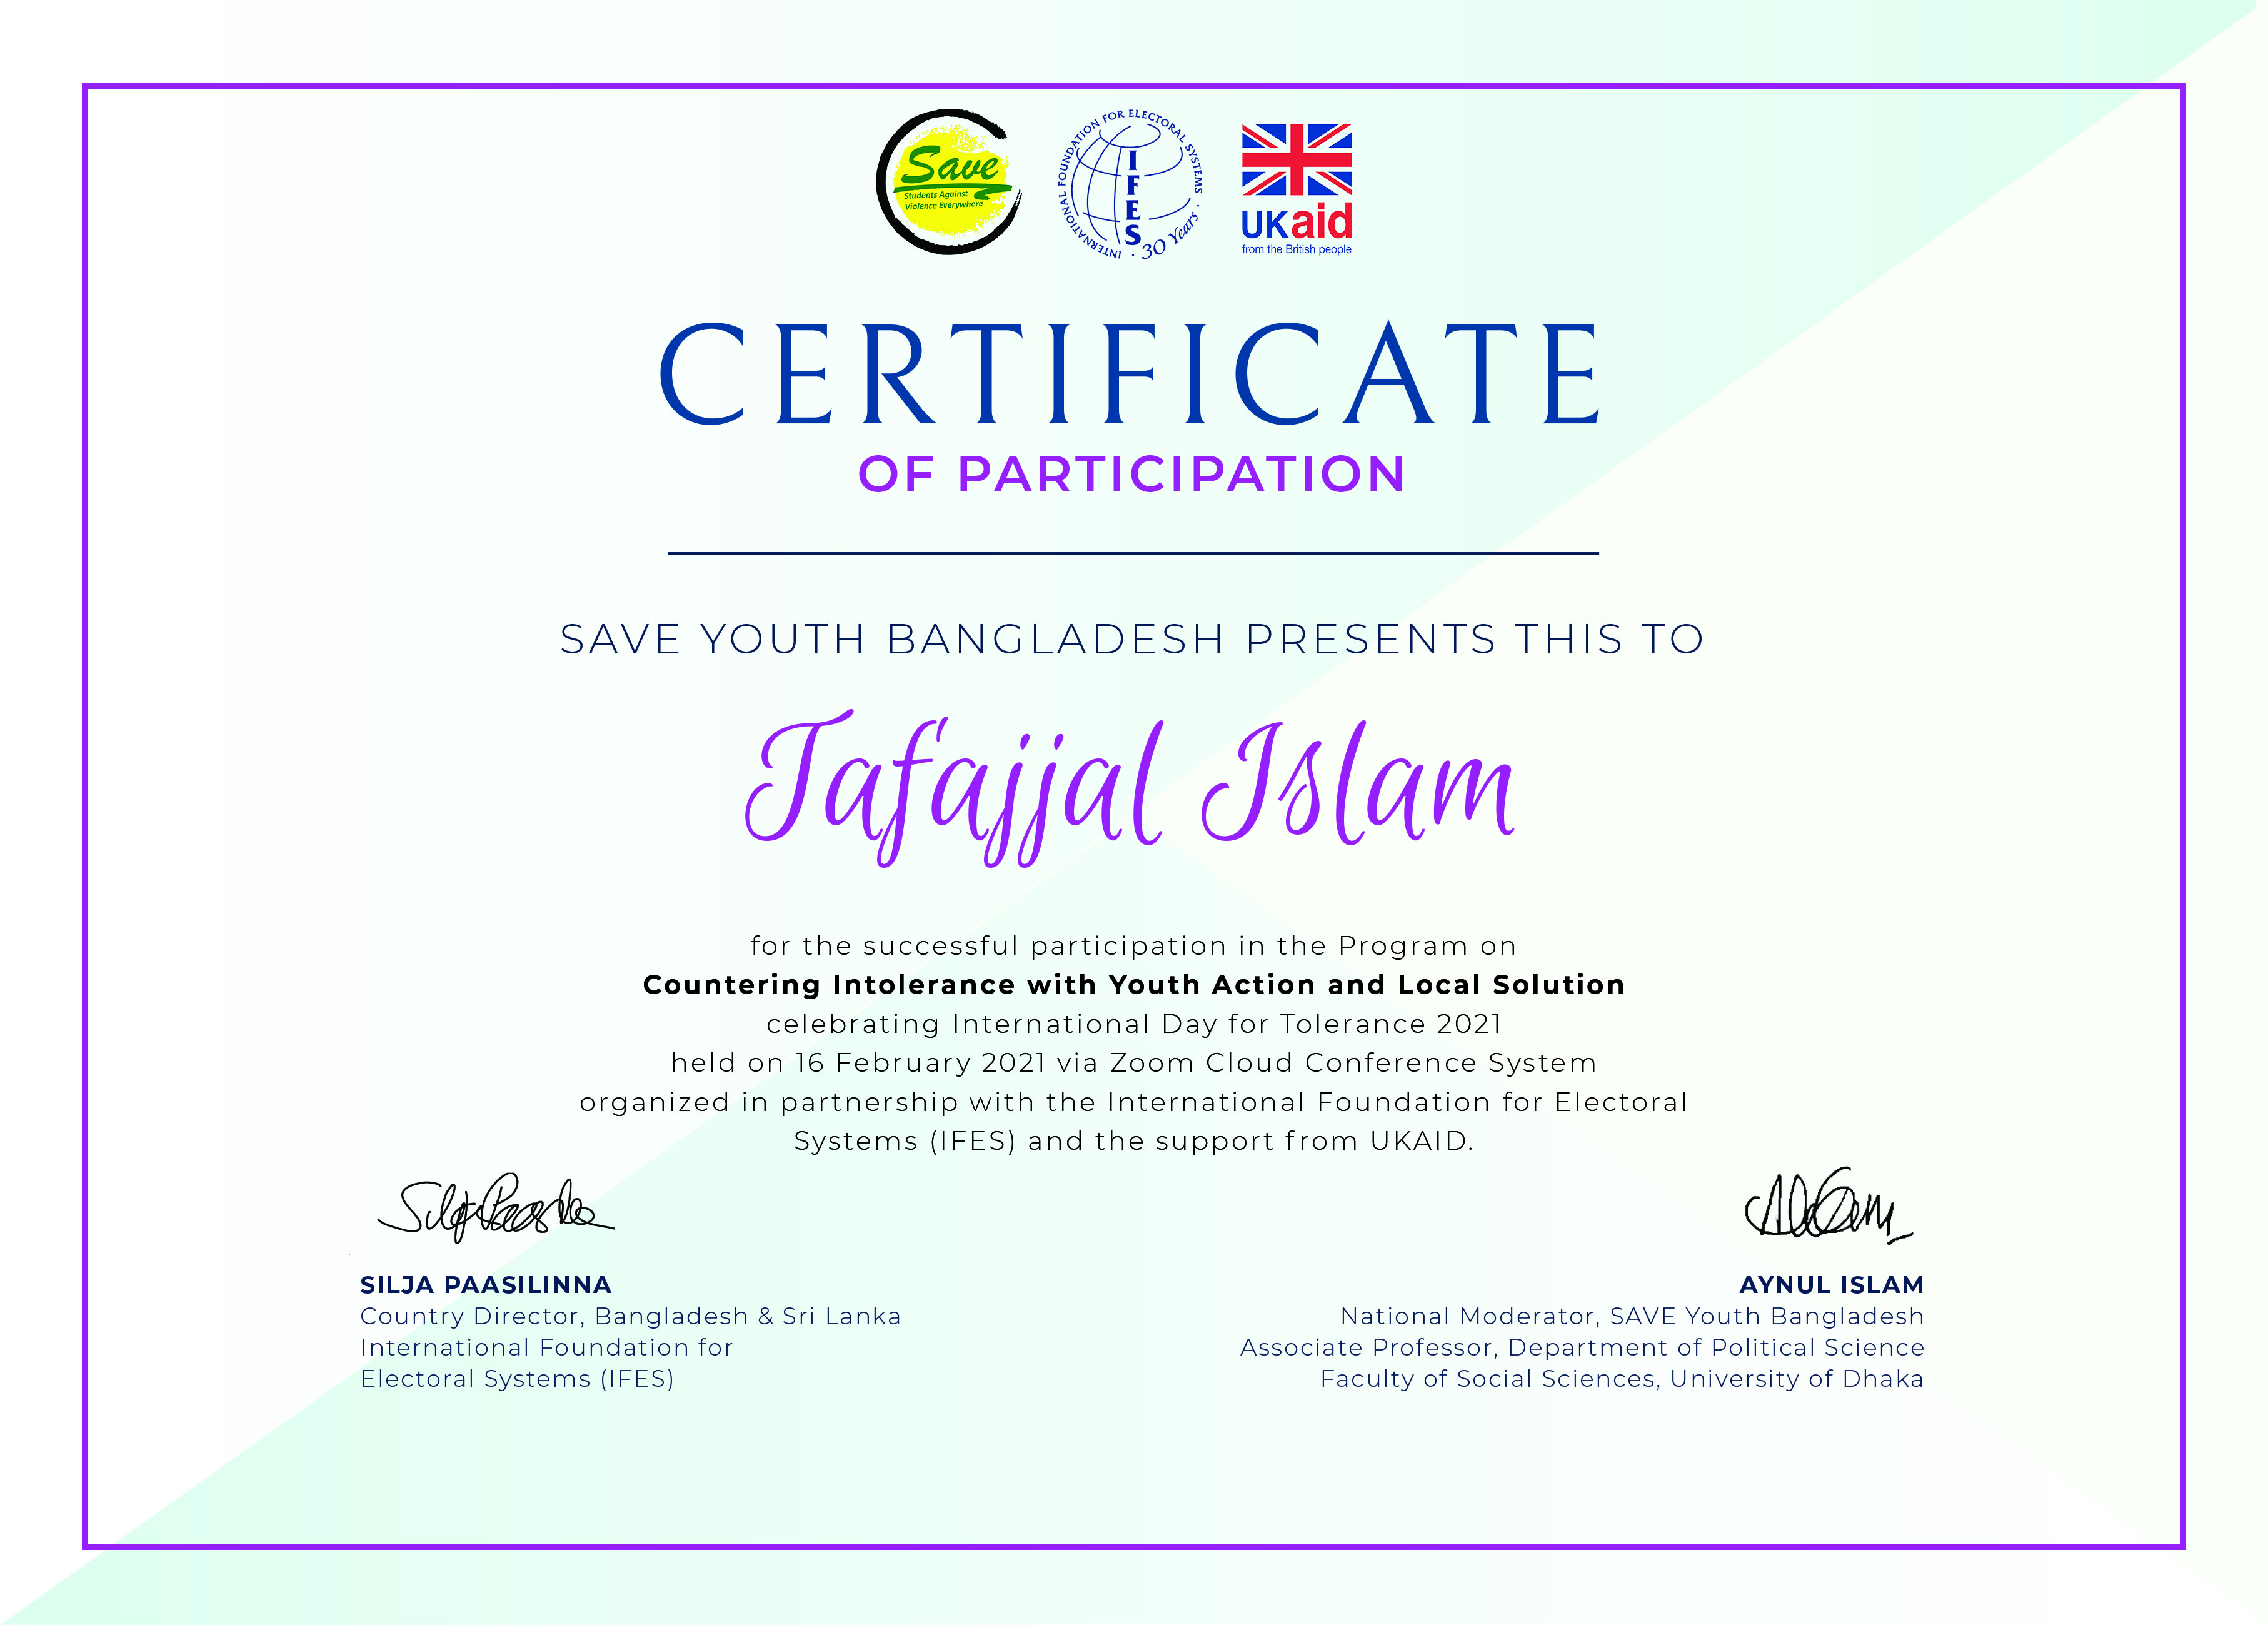 Save
Students Against
Violence Everywhere
INTERNATIONAL FOUNDATION FOR ELECTORAL SYSTEMS · 30 Years ·
IFES
UKaid
from the British people
CERTIFICATE
OF PARTICIPATION
SAVE YOUTH BANGLADESH PRESENTS THIS TO
Tafajjal Islam
for the successful participation in the Program on
Countering Intolerance with Youth Action and Local Solution
celebrating International Day for Tolerance 2021
held on 16 February 2021 via Zoom Cloud Conference System
organized in partnership with the International Foundation for Electoral
Systems (IFES) and the support from UKAID.
SILJA PAASILINNA
Country Director, Bangladesh & Sri Lanka
International Foundation for
Electoral Systems (IFES)
AYNUL ISLAM
National Moderator, SAVE Youth Bangladesh
Associate Professor, Department of Political Science
Faculty of Social Sciences, University of Dhaka